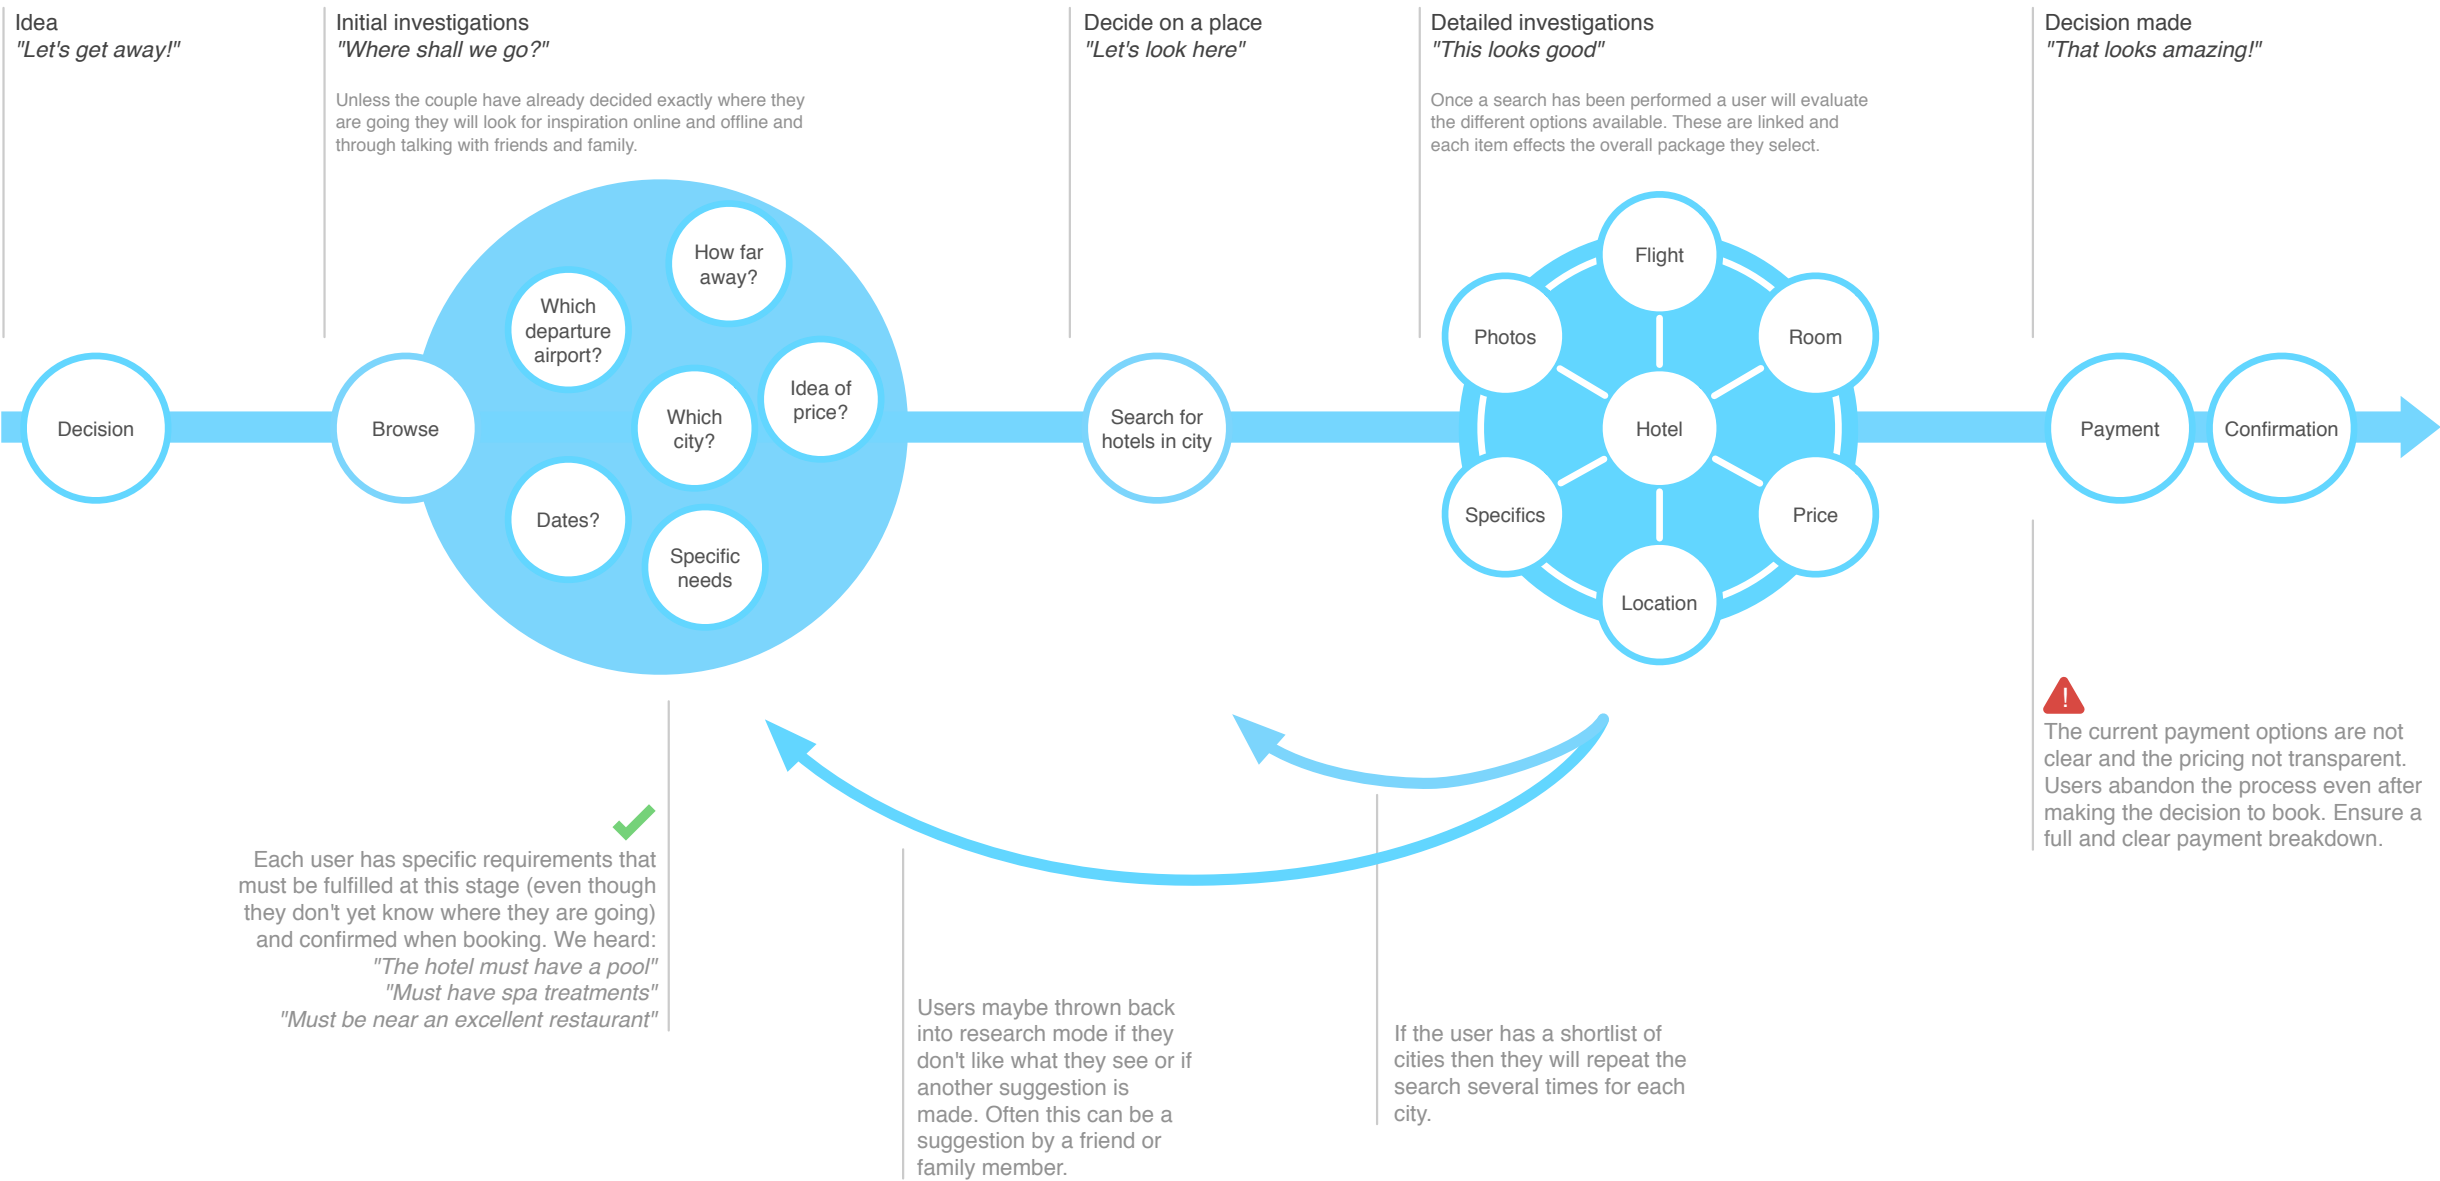 Idea
"Let's get away!"
Initial investigations
"Where shall we go?"
Unless the couple have already decided exactly where they
are going they will look for inspiration online and offline and
through talking with friends and family.
Decide on a place
"Let's look here"
Detailed investigations
"This looks good"
Once a search has been performed a user will evaluate
the different options available. These are linked and
each item effects the overall package they select.
Decision made
"That looks amazing!"
Decision
Browse
How far
away?
Which
departure
airport?
Idea of
price?
Which
city?
Dates?
Specific
needs
Search for
hotels in city
Flight
Photos
Room
Hotel
Specifics
Price
Location
Payment
Confirmation
Each user has specific requirements that
must be fulfilled at this stage (even though
they don't yet know where they are going)
and confirmed when booking. We heard:
"The hotel must have a pool"
"Must have spa treatments"
"Must be near an excellent restaurant"
Users maybe thrown back
into research mode if they
don't like what they see or if
another suggestion is
made. Often this can be a
suggestion by a friend or
family member.
If the user has a shortlist of
cities then they will repeat the
search several times for each
city.
!
The current payment options are not
clear and the pricing not transparent.
Users abandon the process even after
making the decision to book. Ensure a
full and clear payment breakdown.